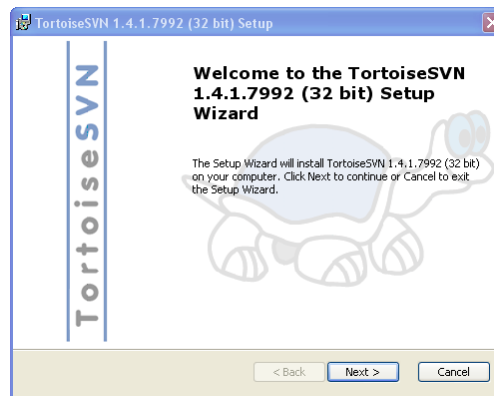 TortoiseSVN 1.4.1.7992 (32 bit) Setup
TortoiseSVN
Welcome to the TortoiseSVN
1.4.1.7992 (32 bit) Setup
Wizard
The Setup Wizard will install TortoiseSVN 1.4.1.7992 (32 bit)
on your computer. Click Next to continue or Cancel to exit
the Setup Wizard.
< Back
Next >
Cancel